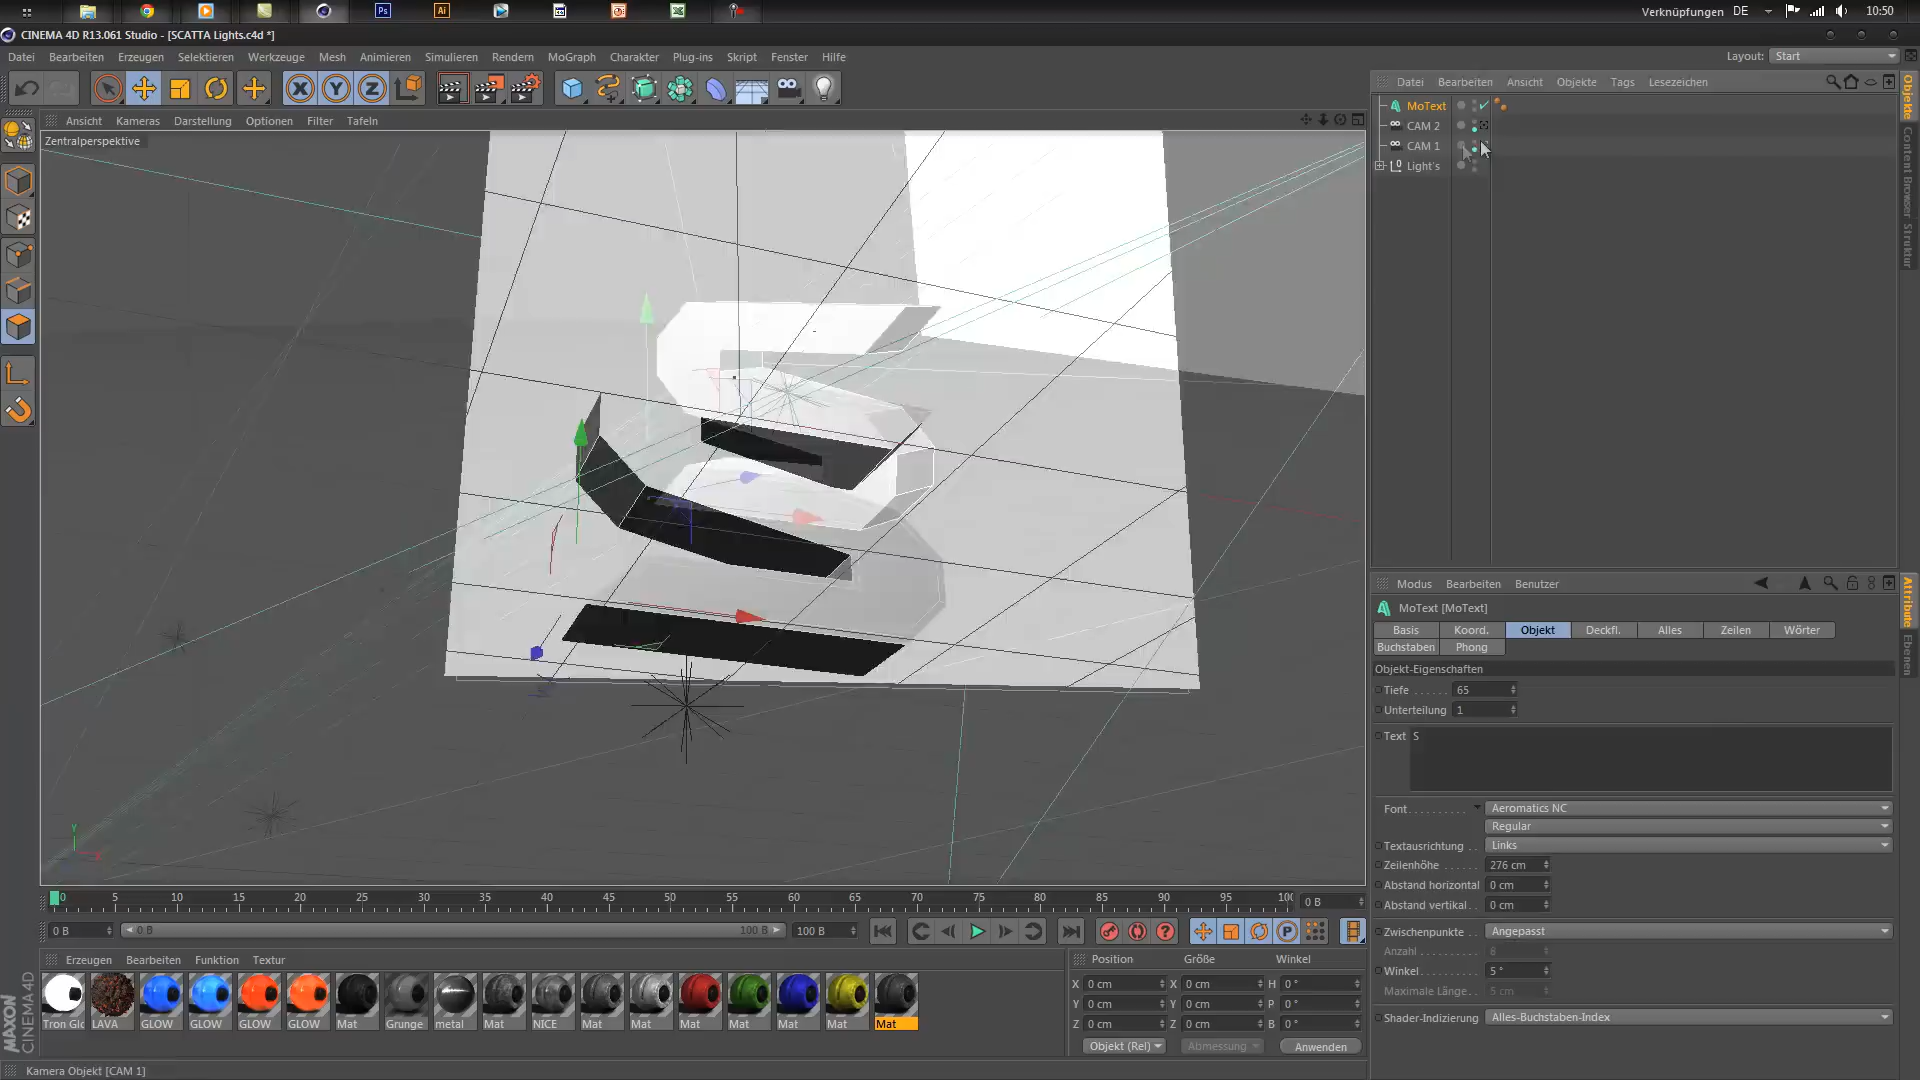 Verknüpfungen DE 10:50
CINEMA 4D R13.061 Studio - [SCATTA Lights.c4d *]
Datei Bearbeiten Erzeugen Selektieren Werkzeuge Mesh Animieren Simulieren Rendern MoGraph Charakter Plug-ins Skript Fenster Hilfe
Layout: Start
X Y Z
Datei Bearbeiten Ansicht Objekte Tags Lesezeichen
Objekte
Content Browser
Struktur
MoText
CAM 2
CAM 1
Light's
Ansicht Kameras Darstellung Optionen Filter Tafeln
Zentralperspektive
Y
X
Modus Bearbeiten Benutzer
Attribute
Ebenen
MoText [MoText]
Basis Koord. Objekt Deckfl. Alles Zeilen Wörter
Buchstaben Phong
Objekt-Eigenschaften
Tiefe . . . . . . 65
Unterteilung 1
Text S
Font. . . . . . . . . . Aeromatics NC
Regular
Textausrichtung . . Links
Zeilenhöhe . . . . . . 276 cm
Abstand horizontal 0 cm
Abstand vertikal . . 0 cm
Zwischenpunkte . . Angepasst
Anzahl . . . . . . . . 8
Winkel. . . . . . . . . 5 °
Maximale Länge. . 5 cm
Shader-Indizierung Alles-Buchstaben-Index
0 5 10 15 20 25 30 35 40 45 50 55 60 65 70 75 80 85 90 95 100 0 B
0 B 0 B 100 B 100 B
Erzeugen Bearbeiten Funktion Textur
Tron Glo LAVA GLOW GLOW GLOW GLOW Mat Grunge metal Mat NICE Mat Mat Mat Mat Mat Mat Mat
Position Größe Winkel
X 0 cm X 0 cm H 0 °
Y 0 cm Y 0 cm P 0 °
Z 0 cm Z 0 cm B 0 °
Objekt (Rel) Abmessung Anwenden
MAXON
CINEMA 4D
Kamera Objekt [CAM 1]